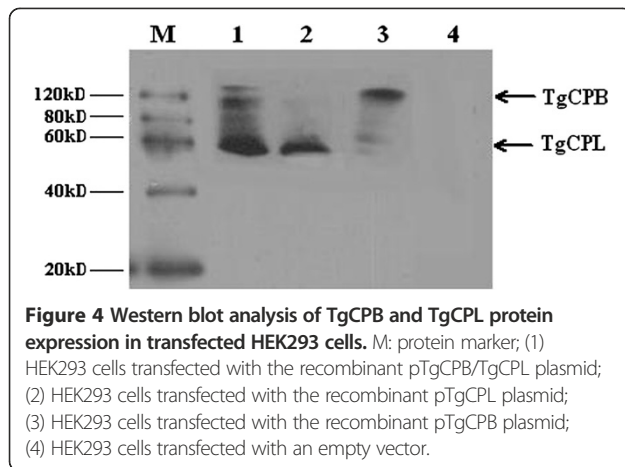 M 1 2 3 4
120kD TgCPB
80kD
60kD TgCPL
40kD
20kD
Figure 4 Western blot analysis of TgCPB and TgCPL protein
expression in transfected HEK293 cells. M: protein marker; (1)
HEK293 cells transfected with the recombinant pTgCPB/TgCPL plasmid;
(2) HEK293 cells transfected with the recombinant pTgCPL plasmid;
(3) HEK293 cells transfected with the recombinant pTgCPB plasmid;
(4) HEK293 cells transfected with an empty vector.